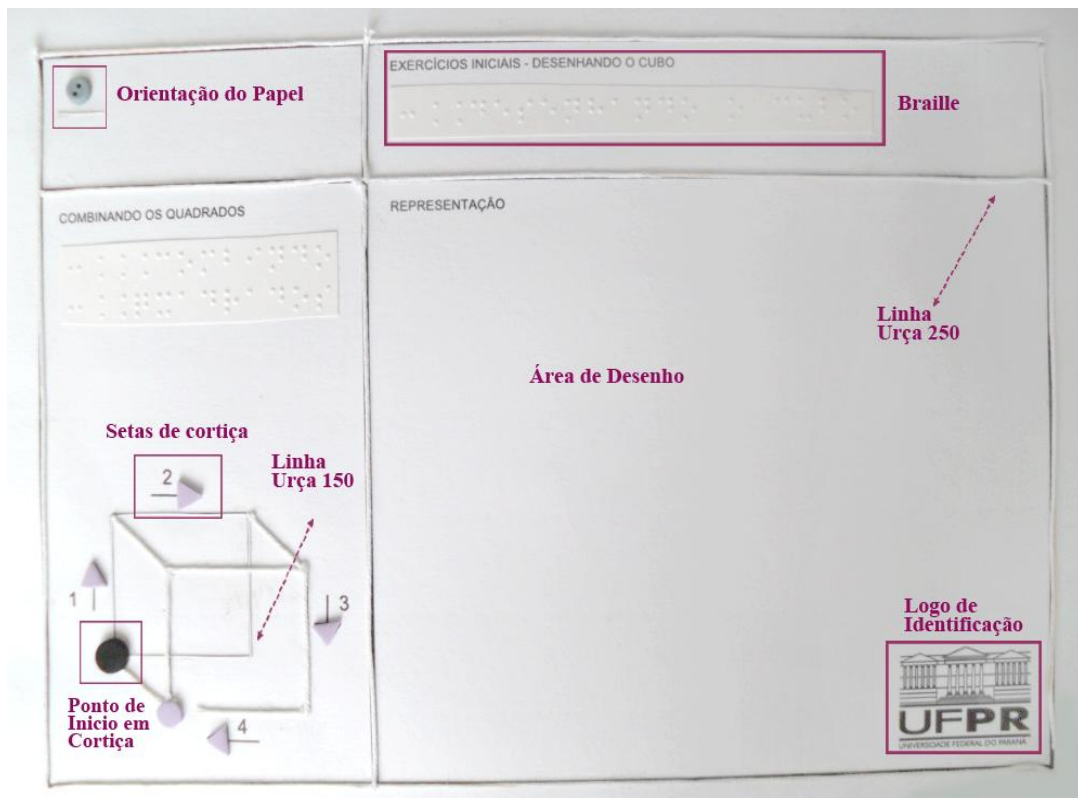 Orientação do Papel
EXERCÍCIOS INICIAIS - DESENHANDO O CUBO
Braille
COMBINANDO OS QUADRADOS
REPRESENTAÇÃO
Linha
Urça 250
Área de Desenho
Setas de cortiça
Linha
Urça 150
2
1
3
4
Ponto de
Inicio em
Cortiça
Logo de
Identificação
UFPR
UNIVERSIDADE FEDERAL DO PARANÁ